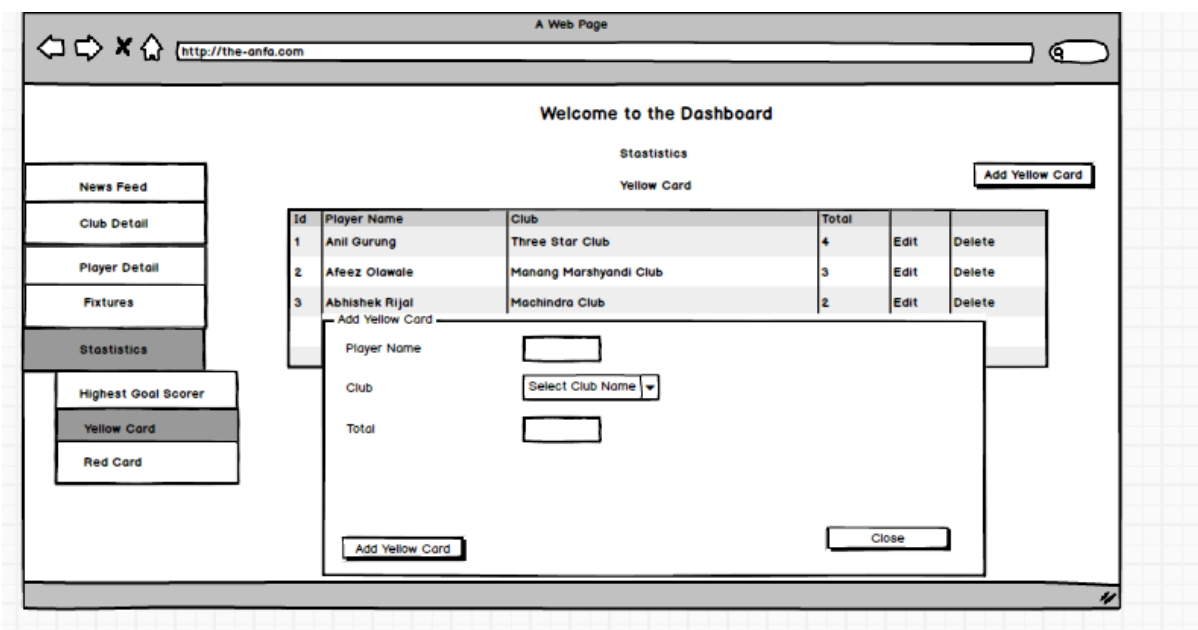 A Web Page
http://the-anfa.com
Welcome to the Dashboard
Stastistics
Yellow Card
Add Yellow Card
News Feed
Club Detail
Player Detail
Fixtures
Stastistics
Highest Goal Scorer
Yellow Card
Red Card
Id Player Name Club Total
1 Anil Gurung Three Star Club 4 Edit Delete
2 Afeez Olawale Manang Marshyandi Club 3 Edit Delete
3 Abhishek Rijal Machindra Club 2 Edit Delete
Add Yellow Card
Player Name
Club Select Club Name
Total
Add Yellow Card Close